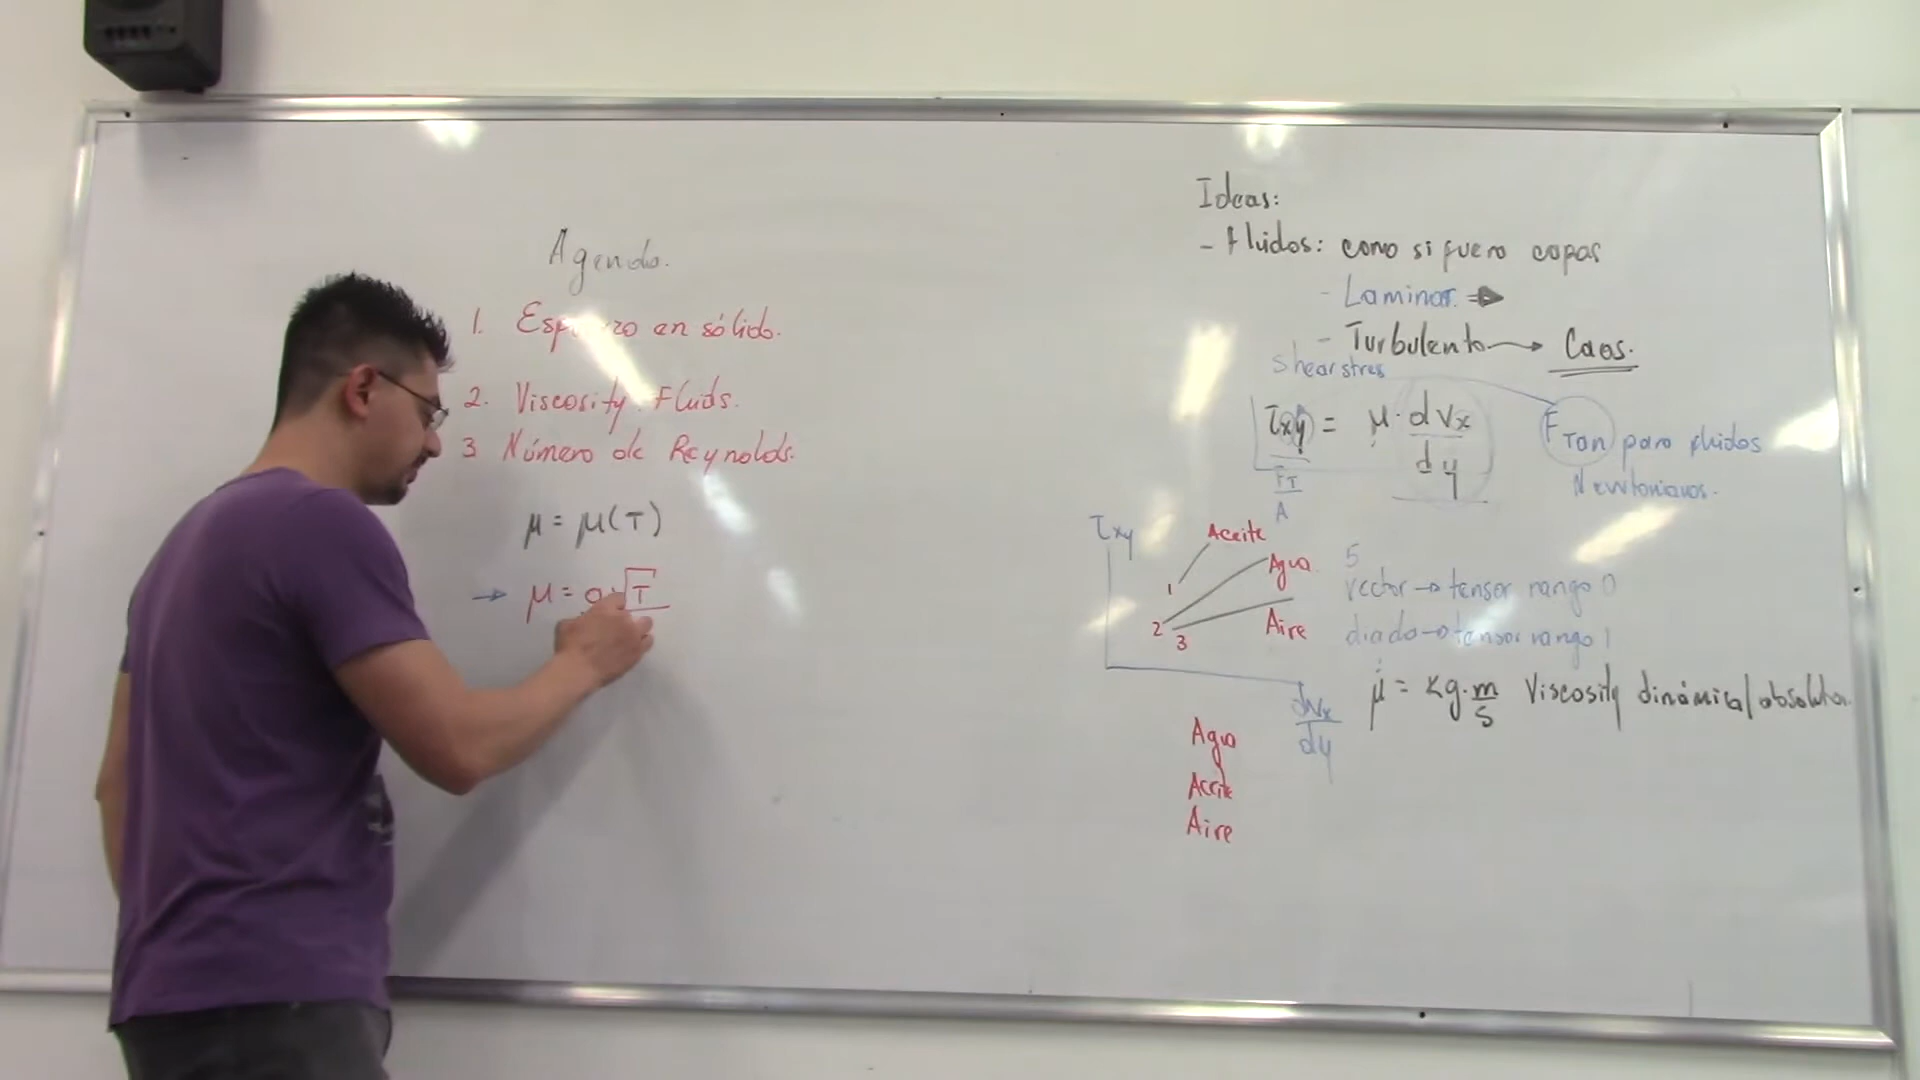 Agenda.
1. Esfuerzo en sólido.
2. Viscosity. Fluids.
3 Número de Reynolds.
μ = μ(T)
→ μ = a √T
Ideas:
- Fluidos: como si fuera capas
- Laminar. →
- Turbulento → Caos.
shear stres
τxy = μ · dVx / dy
FT / A
FTan para fluidos
Newtonianos.
τxy
Aceite
Agua
Aire
1
2
3
dVx / dy
5
vector → tensor rango 0
diada → tensor rango 1
μ = kg·m/s Viscosity dinámica/absoluta.
Agua
Aceite
Aire